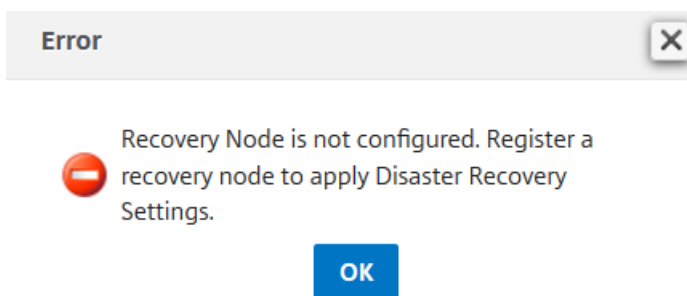 Error
Recovery Node is not configured. Register a
recovery node to apply Disaster Recovery
Settings.
OK